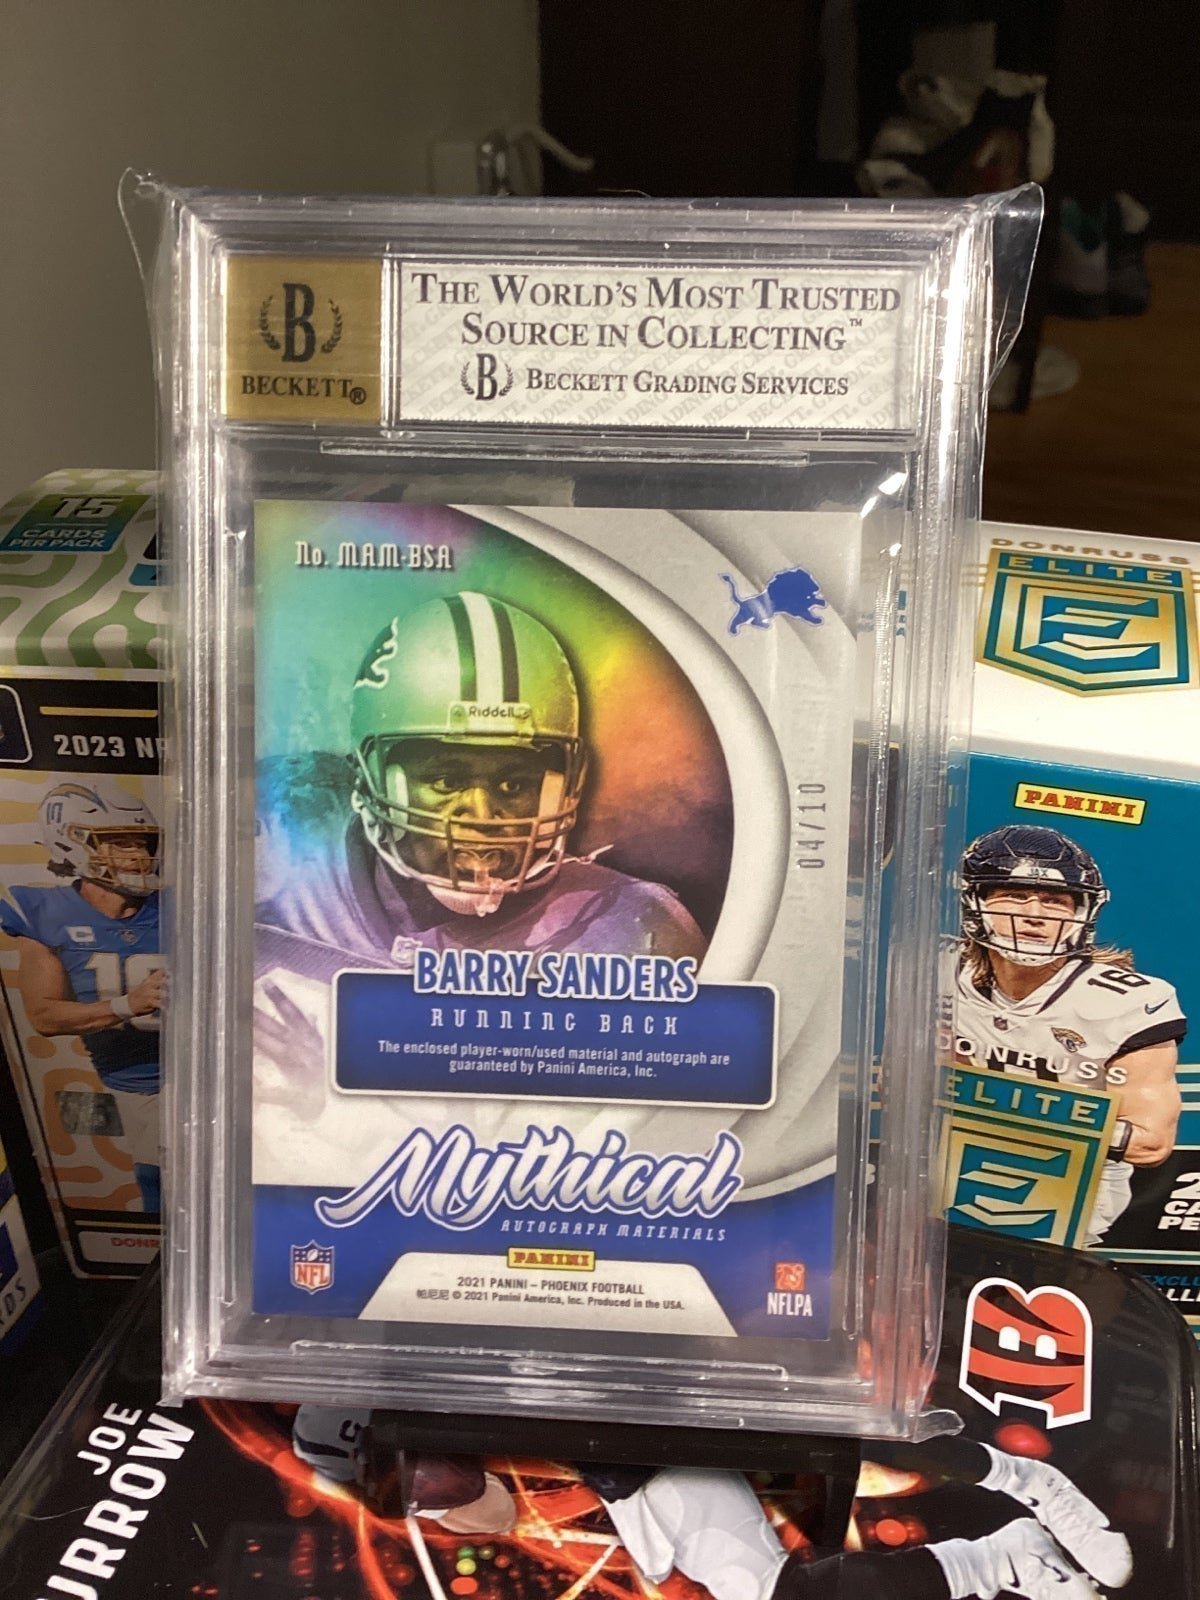 B
BECKETT®
THE WORLD'S MOST TRUSTED
SOURCE IN COLLECTING™
B BECKETT GRADING SERVICES
No. MAM-BSA
Riddell
04/10
BARRY SANDERS
RUNNING BACK
The enclosed player-worn/used material and autograph are
guaranteed by Panini America, Inc.
Mythical
AUTOGRAPH MATERIALS
PANINI
NFL
2021 PANINI – PHOENIX FOOTBALL
帕尼尼 © 2021 Panini America, Inc. Produced in the USA.
NFLPA
15
CARDS
PER PACK
2023
10
DONRUSS
ELITE
E
PANINI
JAX
16
DONRUSS
ELITE
E
JOE
B